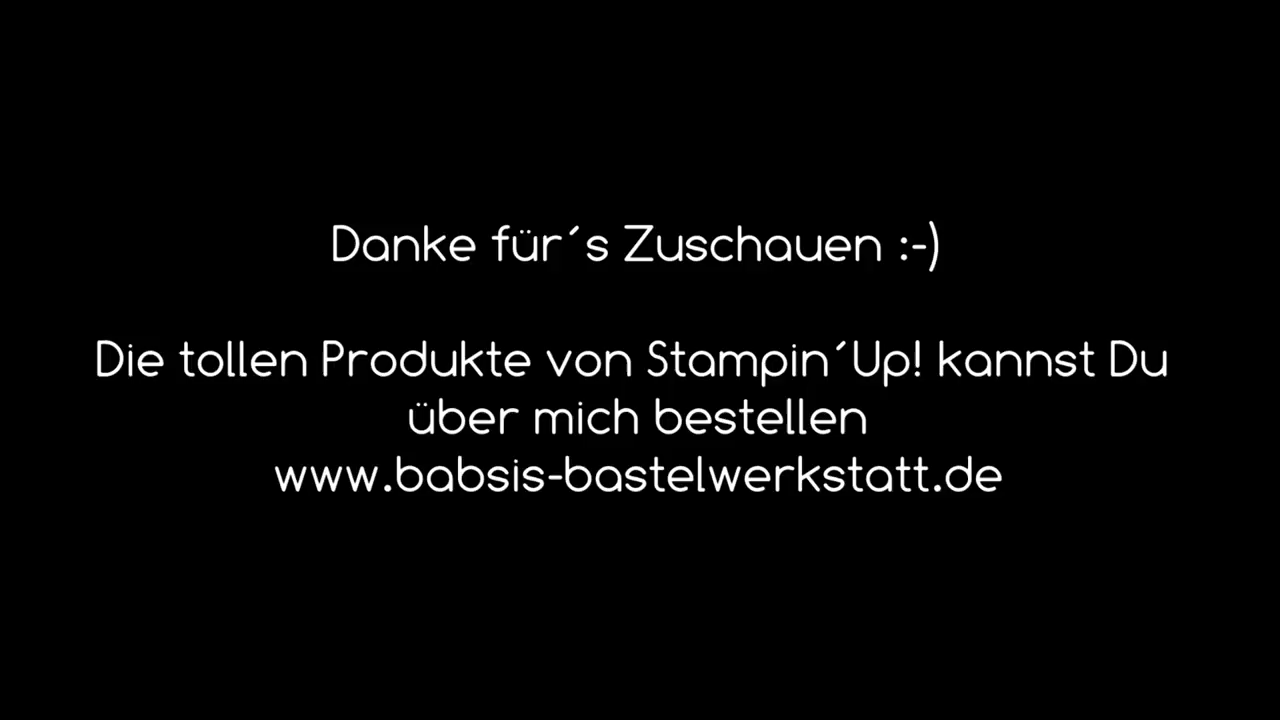 Danke für´s Zuschauen :-)
Die tollen Produkte von Stampin´Up! kannst Du
über mich bestellen
www.babsis-bastelwerkstatt.de